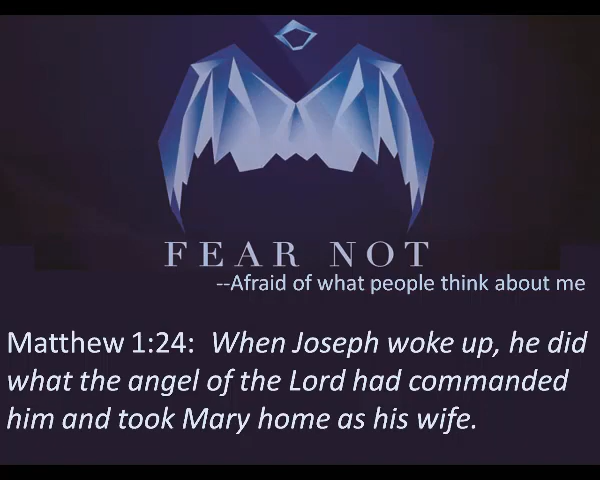 FEAR NOT
--Afraid of what people think about me
Matthew 1:24: When Joseph woke up, he did
what the angel of the Lord had commanded
him and took Mary home as his wife.